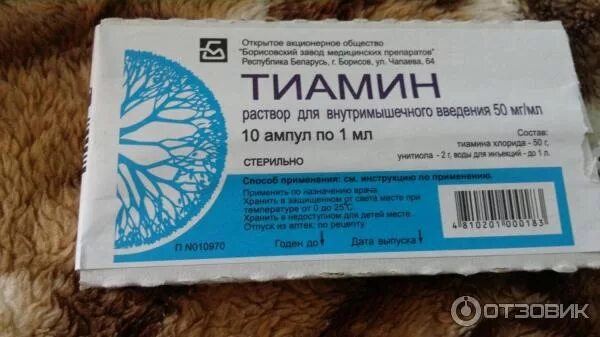 Открытое акционерное общество
"Борисовский завод медицинских препаратов"
Республика Беларусь, г. Борисов, ул. Чапаева, 64
ТИАМИН
раствор для внутримышечного введения 50 мг/мл
10 ампул по 1 мл
Состав:
тиамина хлорида - 50 г,
унитиола - 2 г, воды для инъекций - до 1 л.
СТЕРИЛЬНО
Способ применения: см. инструкцию по применению.
Применять по назначению врача.
Хранить в защищенном от света месте при
температуре от 0 до 25°С.
Хранить в недоступном для детей месте.
Отпуск из аптек: по рецепту
П N010970
Годен до
Дата выпуска
4 810201 000183
ОТЗОВИК